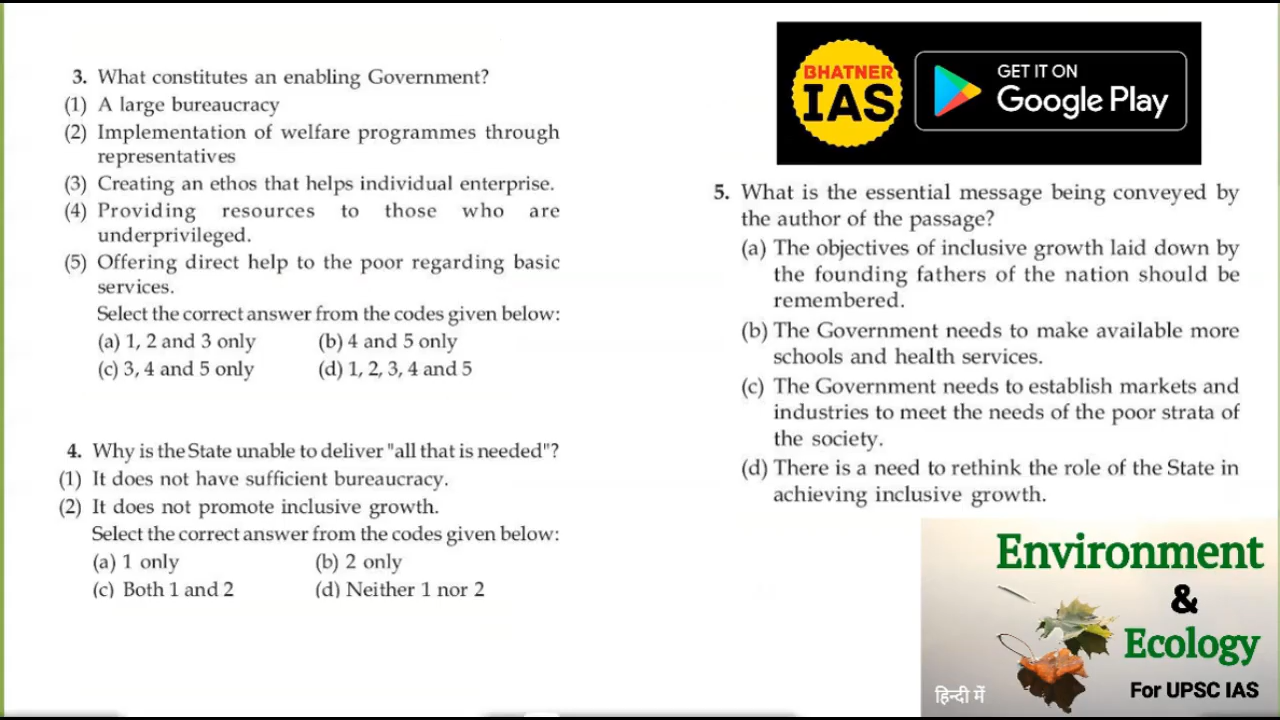 3. What constitutes an enabling Government?
(1) A large bureaucracy
(2) Implementation of welfare programmes through
representatives
(3) Creating an ethos that helps individual enterprise.
(4) Providing resources to those who are
underprivileged.
(5) Offering direct help to the poor regarding basic
services.
Select the correct answer from the codes given below:
(a) 1, 2 and 3 only (b) 4 and 5 only
(c) 3, 4 and 5 only (d) 1, 2, 3, 4 and 5
4. Why is the State unable to deliver "all that is needed"?
(1) It does not have sufficient bureaucracy.
(2) It does not promote inclusive growth.
Select the correct answer from the codes given below:
(a) 1 only (b) 2 only
(c) Both 1 and 2 (d) Neither 1 nor 2
BHATNER
IAS
GET IT ON
Google Play
5. What is the essential message being conveyed by
the author of the passage?
(a) The objectives of inclusive growth laid down by
the founding fathers of the nation should be
remembered.
(b) The Government needs to make available more
schools and health services.
(c) The Government needs to establish markets and
industries to meet the needs of the poor strata of
the society.
(d) There is a need to rethink the role of the State in
achieving inclusive growth.
Environment
&
Ecology
हिन्दी में
For UPSC IAS